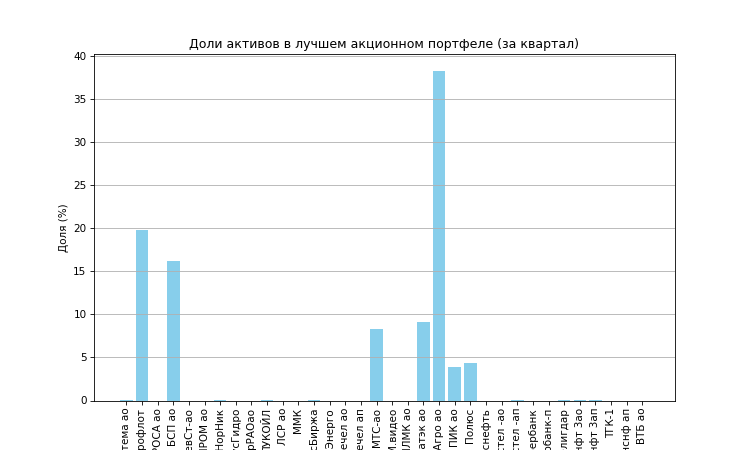 Доли активов в лучшем акционном портфеле (за квартал)
Доля (%)
40
35
30
25
20
15
10
5
0
тема ао
рофлот
РОСА ао
БСП ао
евСт-ао
ПРОМ ао
НорНик
сГидро
рРАОао
ЛУКОЙЛ
ЛСР ао
ММК
сБиржа
Энерго
ечел ао
ечел ап
МТС-ао
М.видео
ЛМК ао
атэк ао
Агро ао
ПИК ао
Полюс
снефть
стел -ао
стел -ап
ербанк
рбанк-п
лигдар
нфт 3ао
нфт 3ап
ТГК-1
нснф ап
ВТБ ао